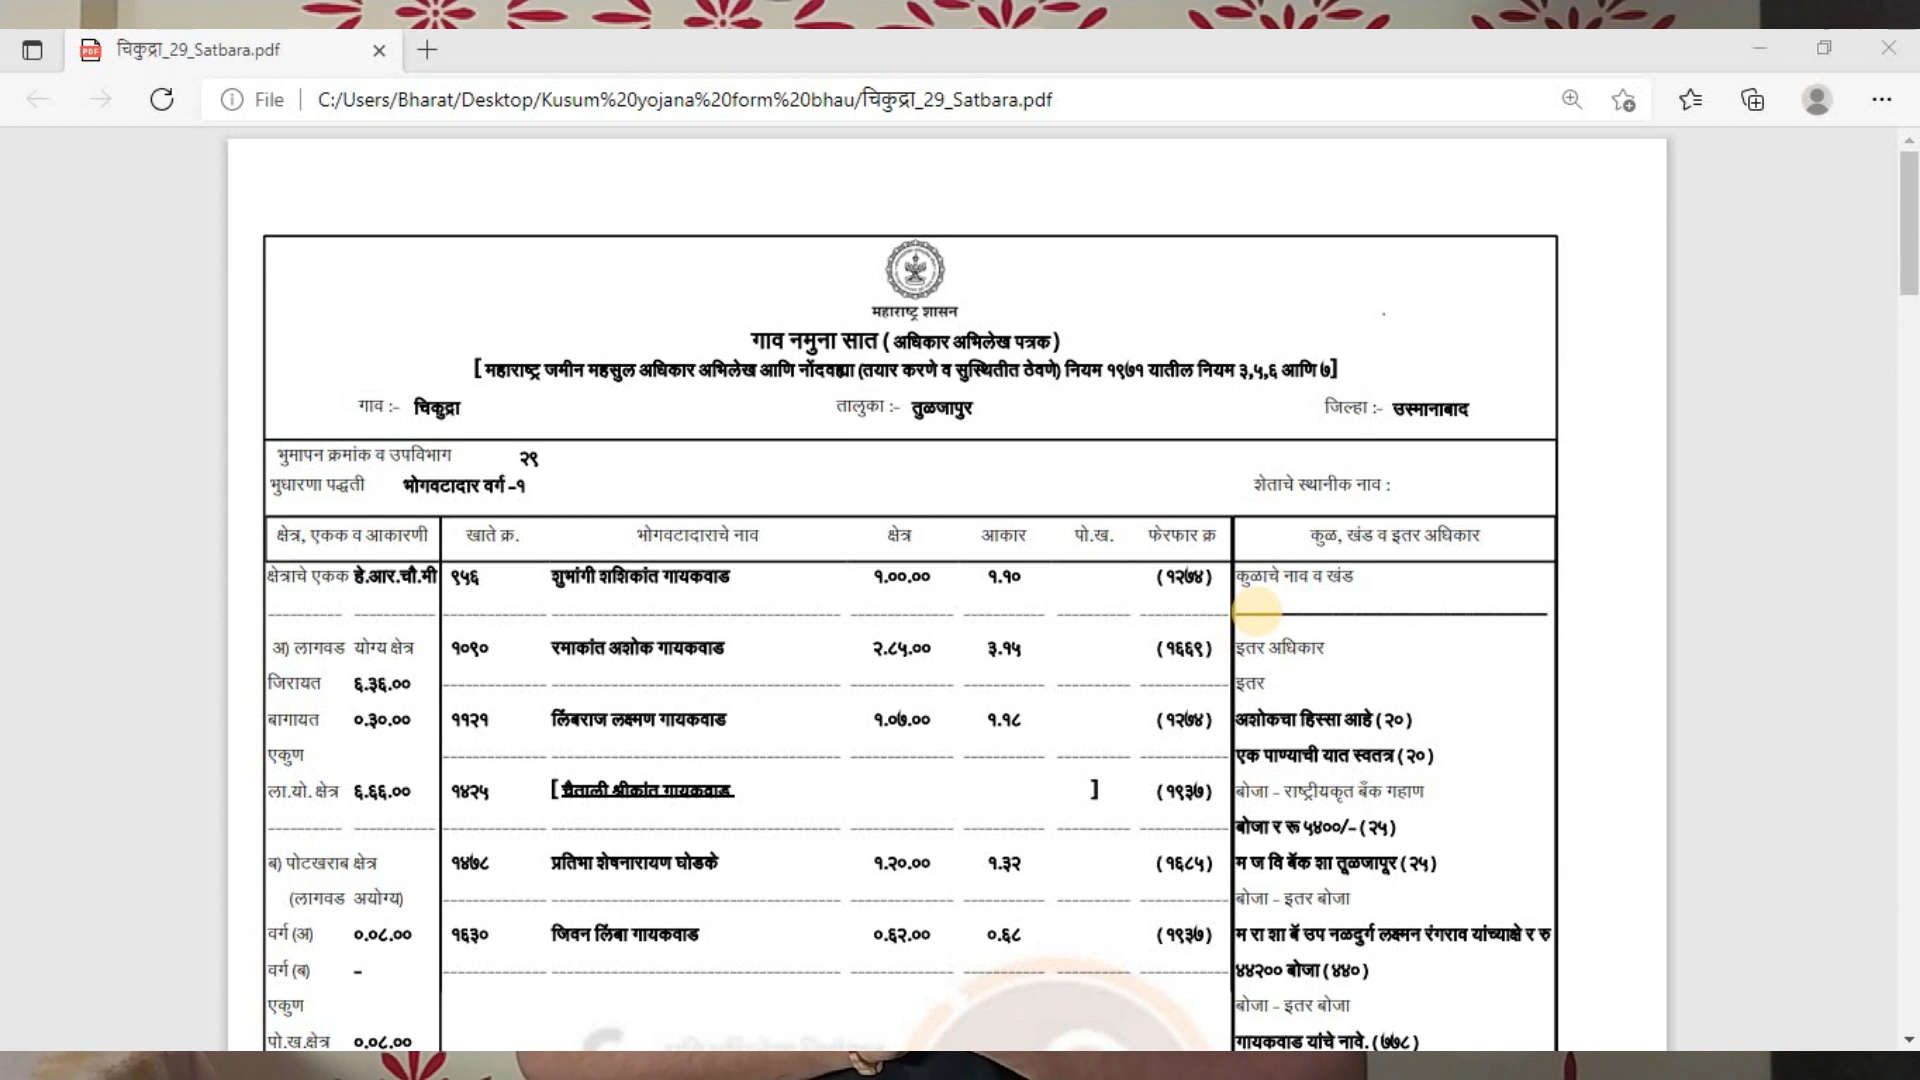 चिकुद्रा_29_Satbara.pdf
File | C:/Users/Bharat/Desktop/Kusum%20yojana%20form%20bhau/चिकुद्रा_29_Satbara.pdf
महाराष्ट्र शासन
गाव नमुना सात ( अधिकार अभिलेख पत्रक )
[ महाराष्ट्र जमीन महसुल अधिकार अभिलेख आणि नोंदवह्या (तयार करणे व सुस्थितीत ठेवणे) नियम १९७१ यातील नियम ३,५,६ आणि ७]
गाव :- चिकुद्रा तालुका :- तुळजापुर जिल्हा :- उस्मानाबाद
भुमापन क्रमांक व उपविभाग २९
भुधारणा पद्धती भोगवटादार वर्ग -१ शेताचे स्थानीक नाव :
क्षेत्र, एकक व आकारणी खाते क्र. भोगवटादाराचे नाव क्षेत्र आकार पो.ख. फेरफार क्र कुळ, खंड व इतर अधिकार
क्षेत्राचे एकक हे.आर.चौ.मी ९५६ शुभांगी शशिकांत गायकवाड १.००.०० १.१० (१२७४) कुळाचे नाव व खंड
अ) लागवड योग्य क्षेत्र १०९० रमाकांत अशोक गायकवाड २.८५.०० ३.१५ (१६६९) इतर अधिकार
जिरायत ६.३६.०० इतर
बागायत ०.३०.०० ११२१ लिंबराज लक्ष्मण गायकवाड १.०७.०० १.१८ (१२७४) अशोकचा हिस्सा आहे (२०)
एकुण एक पाण्याची यात स्वतत्र (२०)
ला.यो. क्षेत्र ६.६६.०० १४२५ [ चैताली श्रीकांत गायकवाड ] (१९३७) बोजा - राष्ट्रीयकृत बँक गहाण
बोजा र रू ५४००/- (२५)
ब) पोटखराब क्षेत्र १४७८ प्रतिभा शेषनारायण घोडके १.२०.०० १.३२ (१६८५) म ज वि बॅक शा तूळजापूर (२५)
(लागवड अयोग्य) बोजा - इतर बोजा
वर्ग (अ) ०.०८.०० १६३० जिवन लिंबा गायकवाड ०.६२.०० ०.६८ (१९३७) म रा शा बॅ उप नळदुर्ग लक्ष्मन रंगराव यांच्याक्षे र रु
वर्ग (ब) - ४४२०० बोजा (४४०)
एकुण बोजा - इतर बोजा
पो.ख.क्षेत्र ०.०८.०० गायकवाड यांचे नावे. (७७८)